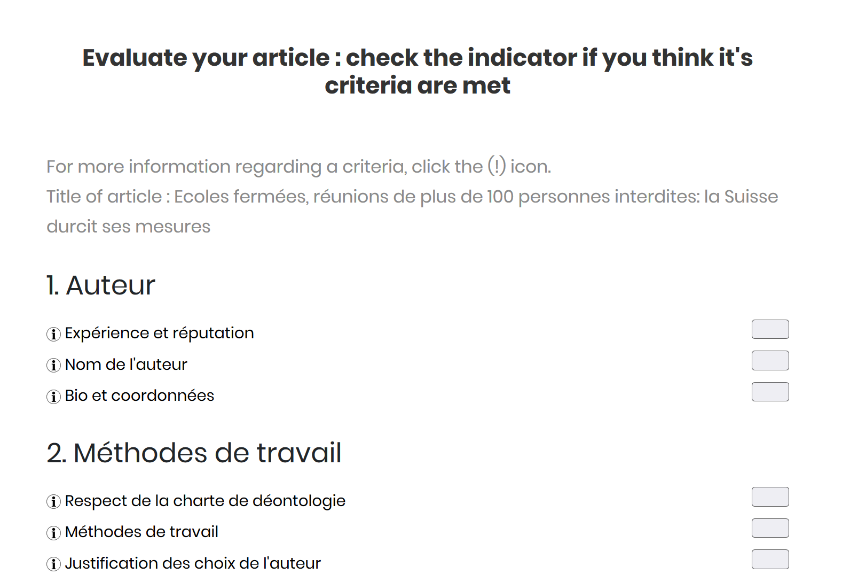 Evaluate your article : check the indicator if you think it's
criteria are met
For more information regarding a criteria, click the (!) icon.
Title of article : Ecoles fermées, réunions de plus de 100 personnes interdites: la Suisse
durcit ses mesures
1. Auteur
Expérience et réputation
Nom de l'auteur
Bio et coordonnées
2. Méthodes de travail
Respect de la charte de déontologie
Méthodes de travail
Justification des choix de l'auteur